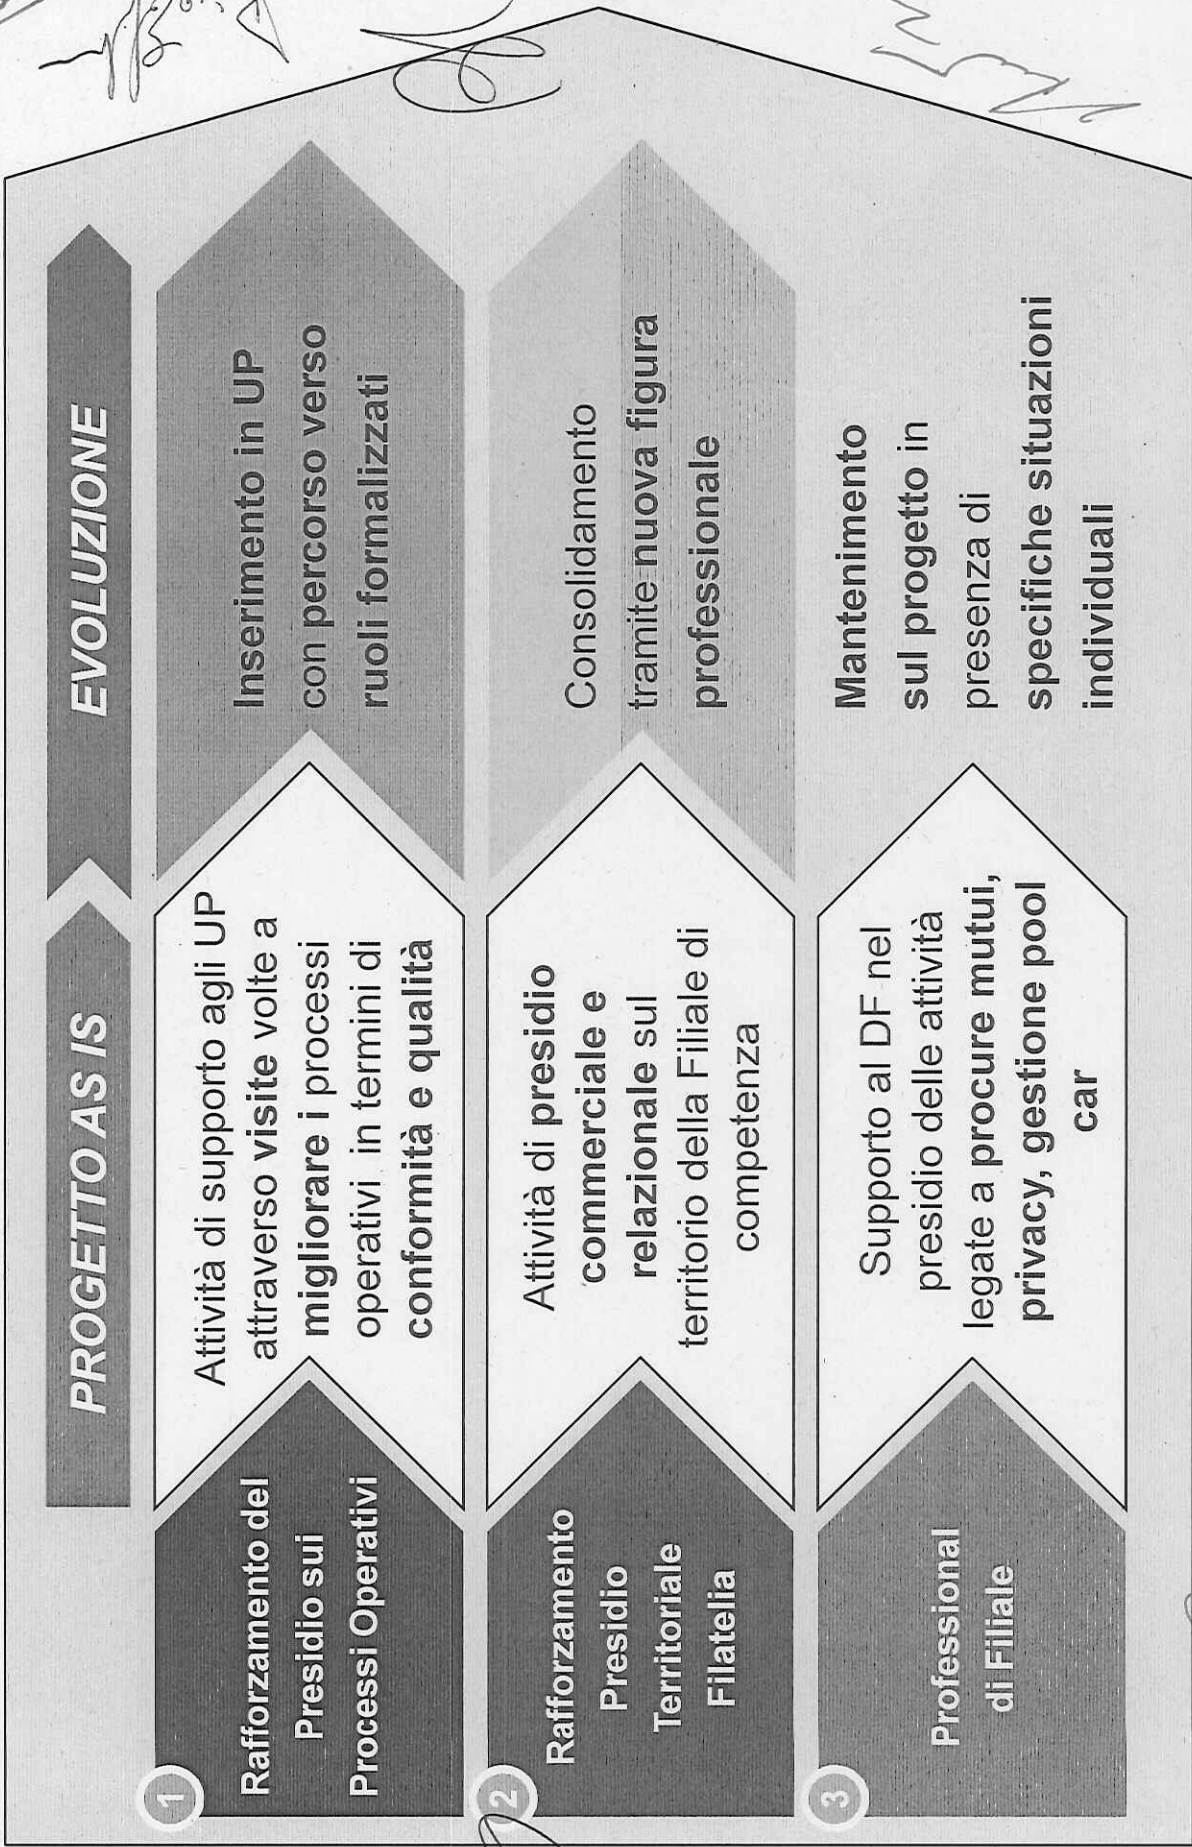 PROGETTO AS IS
EVOLUZIONE
1
Rafforzamento del
Presidio sui
Processi Operativi
Attività di supporto agli UP
attraverso visite volte a
migliorare i processi
operativi in termini di
conformità e qualità
Inserimento in UP
con percorso verso
ruoli formalizzati
2
Rafforzamento
Presidio
Territoriale
Filatelia
Attività di presidio
commerciale e
relazionale sul
territorio della Filiale di
competenza
Consolidamento
tramite nuova figura
professionale
3
Professional
di Filiale
Supporto al DF nel
presidio delle attività
legate a procure mutui,
privacy, gestione pool
car
Mantenimento
sul progetto in
presenza di
specifiche situazioni
individuali